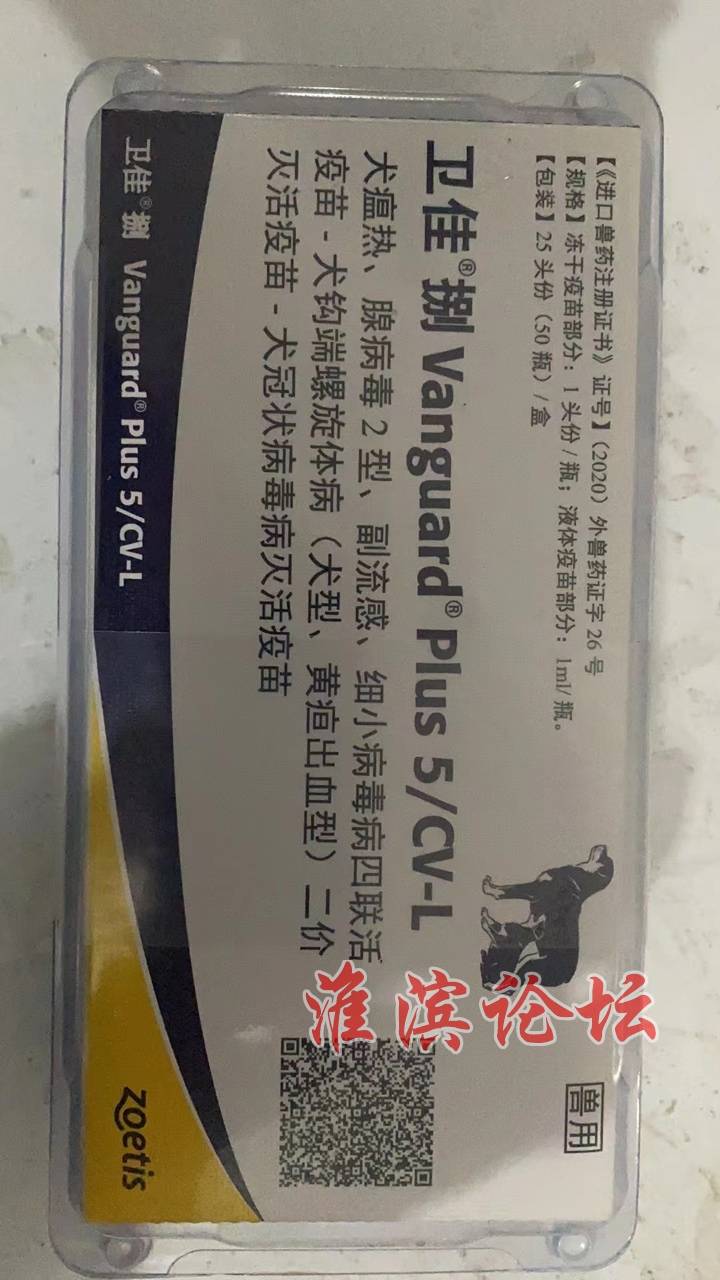 【《进口兽药注册证书》证号】（2020）外兽药证字 26 号
【规格】冻干疫苗部分：1 头份 / 瓶；液体疫苗部分：1ml/ 瓶。
【包装】25 头份（50 瓶）/ 盒
卫佳®捌 Vanguard® Plus 5/CV-L
犬瘟热、腺病毒 2 型、副流感、细小病毒病四联活
疫苗 - 犬钩端螺旋体病（犬型、黄疸出血型）二价
灭活疫苗 - 犬冠状病毒病灭活疫苗
兽用
卫佳®捌 Vanguard® Plus 5/CV-L
zoetis
淮滨论坛